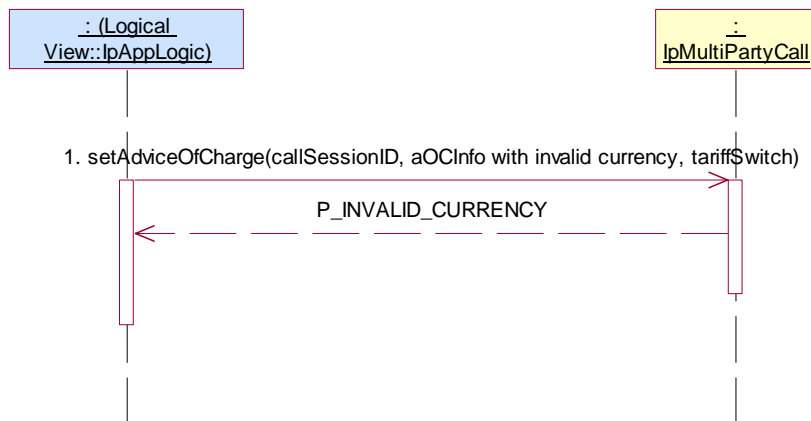 : (Logical
View::IpAppLogic)
:
IpMultiPartyCall
1. setAdviceOfCharge(callSessionID, aOCInfo with invalid currency, tariffSwitch)
P_INVALID_CURRENCY